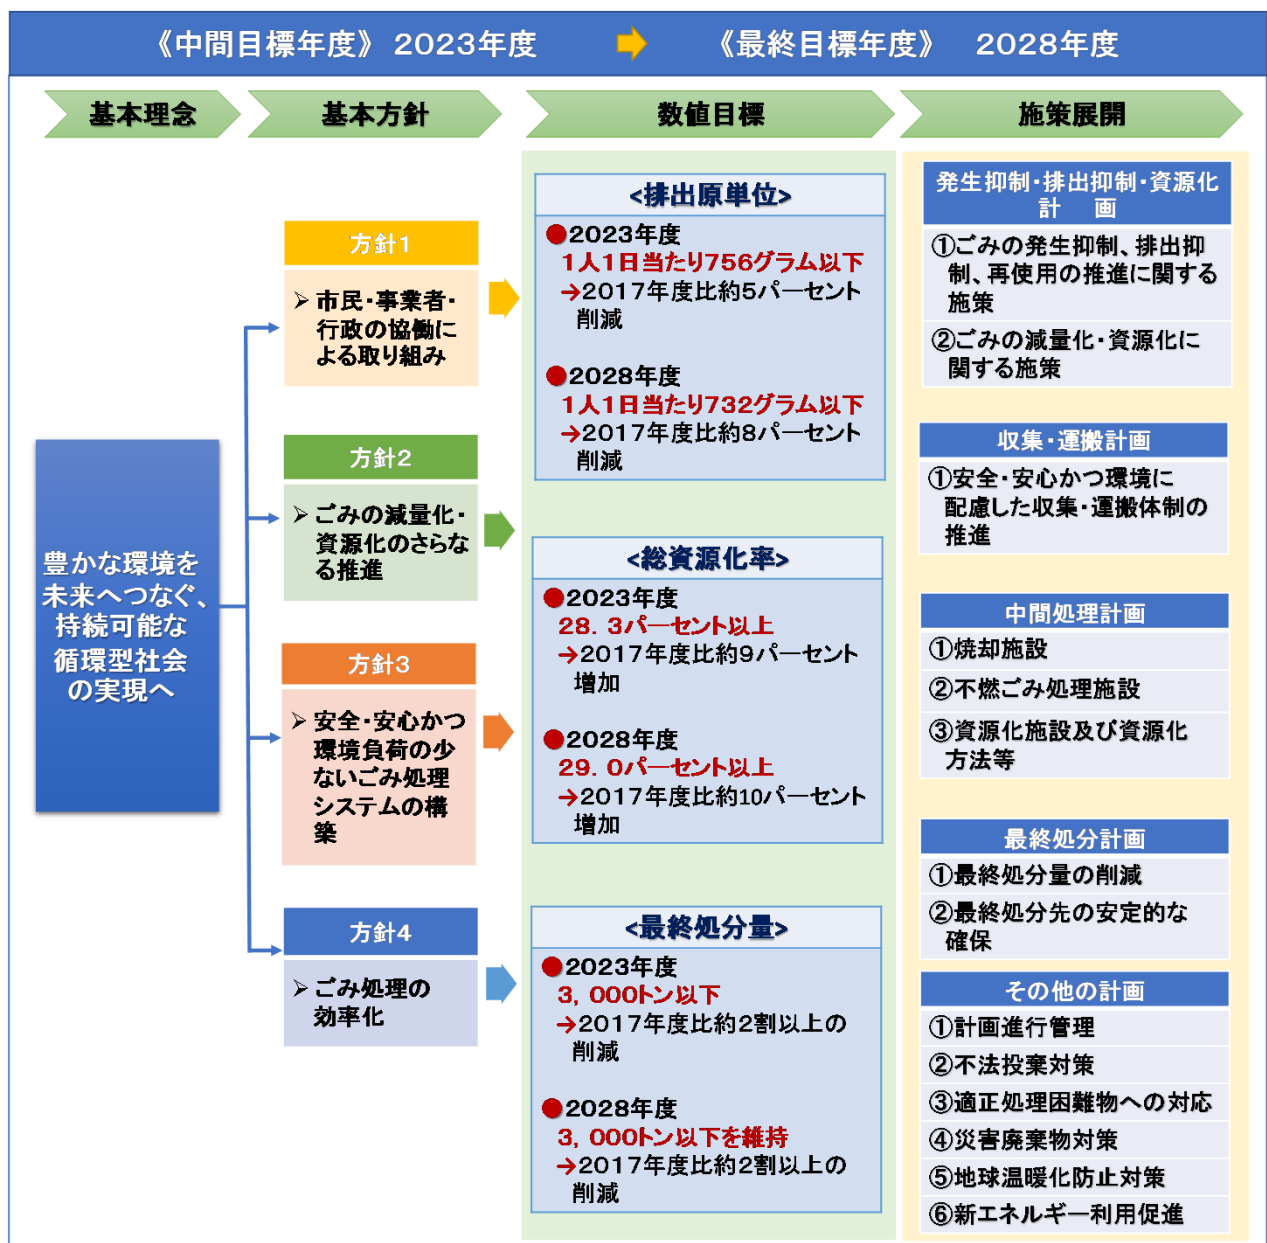 《中間目標年度》 2023年度
《最終目標年度》 2028年度
基本理念
基本方針
数値目標
施策展開
豊かな環境を
未来へつなぐ、
持続可能な
循環型社会
の実現へ
方針1
➢ 市民・事業者・
行政の協働に
よる取り組み
方針2
➢ ごみの減量化・
資源化のさらな
る推進
方針3
➢ 安全・安心かつ
環境負荷の少
ないごみ処理
システムの構
築
方針4
➢ ごみ処理の
効率化
<排出原単位>
●2023年度
1人1日当たり756グラム以下
→2017年度比約5パーセント
削減
●2028年度
1人1日当たり732グラム以下
→2017年度比約8パーセント
削減
<総資源化率>
●2023年度
28.3パーセント以上
→2017年度比約9パーセント
増加
●2028年度
29.0パーセント以上
→2017年度比約10パーセント
増加
<最終処分量>
●2023年度
3,000トン以下
→2017年度比約2割以上の
削減
●2028年度
3,000トン以下を維持
→2017年度比約2割以上の
削減
発生抑制・排出抑制・資源化
計 画
①ごみの発生抑制、排出抑
制、再使用の推進に関する
施策
②ごみの減量化・資源化に
関する施策
収集・運搬計画
①安全・安心かつ環境に
配慮した収集・運搬体制の
推進
中間処理計画
①焼却施設
②不燃ごみ処理施設
③資源化施設及び資源化
方法等
最終処分計画
①最終処分量の削減
②最終処分先の安定的な
確保
その他の計画
①計画進行管理
②不法投棄対策
③適正処理困難物への対応
④災害廃棄物対策
⑤地球温暖化防止対策
⑥新エネルギー利用促進